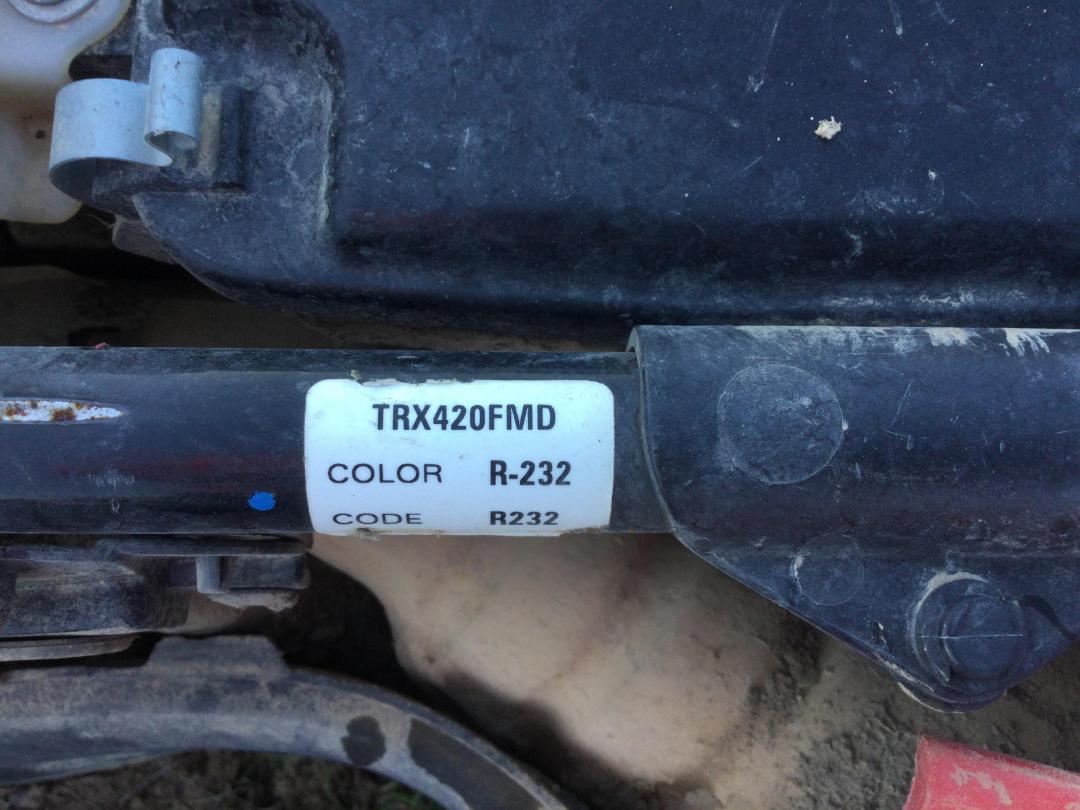 TRX420FMD
COLOR R-232
CODE R232